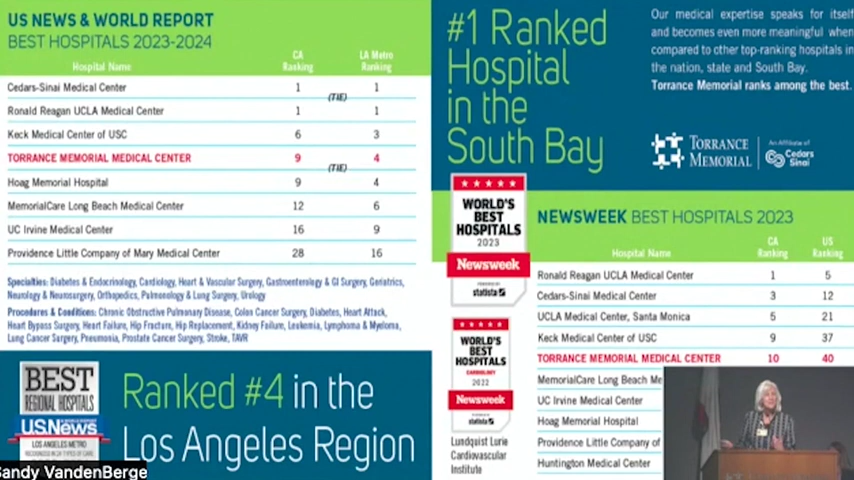 US NEWS & WORLD REPORT
BEST HOSPITALS 2023-2024
Hospital Name CA Ranking LA Metro Ranking
Cedars-Sinai Medical Center 1 1
(TIE)
Ronald Reagan UCLA Medical Center 1 1
Keck Medical Center of USC 6 3
TORRANCE MEMORIAL MEDICAL CENTER 9 4
(TIE)
Hoag Memorial Hospital 9 4
MemorialCare Long Beach Medical Center 12 6
UC Irvine Medical Center 16 9
Providence Little Company of Mary Medical Center 28 16
Specialties: Diabetes & Endocrinology, Cardiology, Heart & Vascular Surgery, Gastroenterology & GI Surgery, Geriatrics,
Neurology & Neurosurgery, Orthopedics, Pulmonology & Lung Surgery, Urology
Procedures & Conditions: Chronic Obstructive Pulmonary Disease, Colon Cancer Surgery, Diabetes, Heart Attack,
Heart Bypass Surgery, Heart Failure, Hip Fracture, Hip Replacement, Kidney Failure, Leukemia, Lymphoma & Myeloma,
Lung Cancer Surgery, Pneumonia, Prostate Cancer Surgery, Stroke, TAVR
BEST
REGIONAL HOSPITALS
U.S.News
LOS ANGELES METRO
RECOGNIZED IN 24 TYPES OF CARE
Ranked #4 in the
Los Angeles Region
Sandy VandenBerge
#1 Ranked
Hospital
in the
South Bay
Our medical expertise speaks for itself
and becomes even more meaningful when
compared to other top-ranking hospitals in
the nation, state and South Bay.
Torrance Memorial ranks among the best.
TORRANCE
MEMORIAL
An Affiliate of
Cedars
Sinai
WORLD'S
BEST
HOSPITALS
2023
Newsweek
POWERED BY
statista
NEWSWEEK BEST HOSPITALS 2023
Hospital Name CA Ranking US Ranking
Ronald Reagan UCLA Medical Center 1 5
Cedars-Sinai Medical Center 3 12
UCLA Medical Center, Santa Monica 5 21
Keck Medical Center of USC 9 37
TORRANCE MEMORIAL MEDICAL CENTER 10 40
MemorialCare Long Beach Me
UC Irvine Medical Center
Hoag Memorial Hospital
Providence Little Company of
Huntington Medical Center
WORLD'S
BEST
HOSPITALS
CARDIOLOGY
2022
Newsweek
POWERED BY
statista
Lundquist Lurie
Cardiovascular
Institute